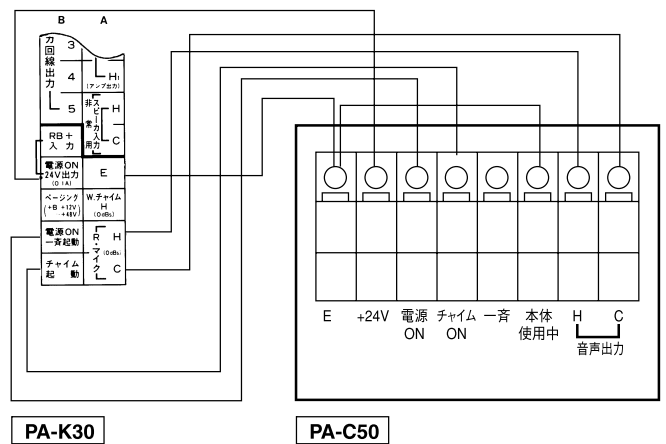 B A
力回線出力
3
4
5
H₁
(アンプ出力)
非常用
スピーカ入力
H
C
RB+
入力
電源ON
24V出力
(0.1A)
E
ページング
(+B +12V
-+48V)
W.チャイム
H
(0dBs)
電源ON
一斉起動
R・マイク
H
(0dBs)
C
チャイム
起動
E +24V 電源 チャイム 一斉 本体 H C
ON ON 使用中
音声出力
PA-K30 PA-C50